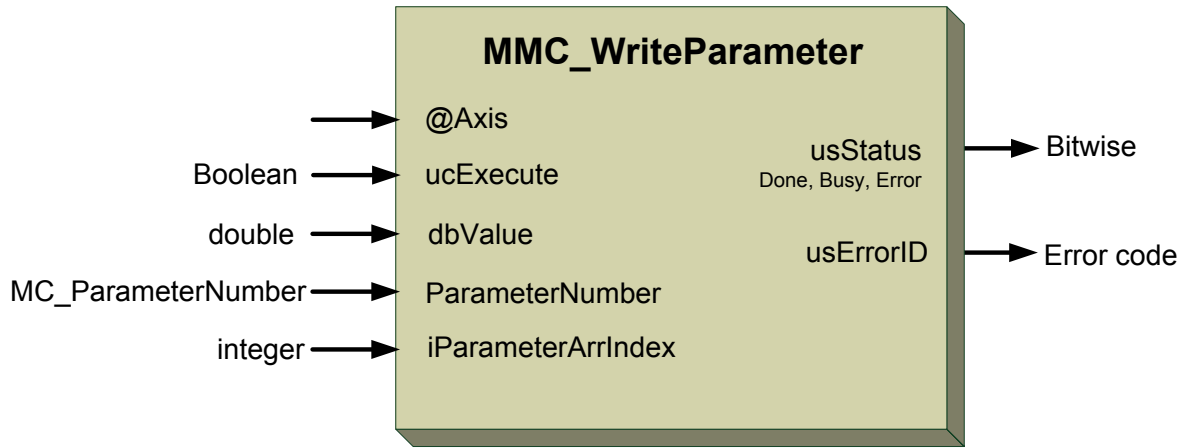 MMC_WriteParameter
@Axis
Boolean
ucExecute
double
dbValue
MC_ParameterNumber
ParameterNumber
integer
iParameterArrIndex
usStatus
Done, Busy, Error
Bitwise
usErrorID
Error code